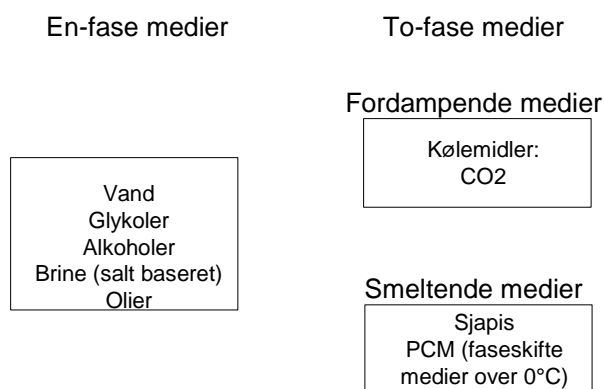 En-fase medier
To-fase medier
Fordampende medier
Kølemidler:
CO2
Vand
Glykoler
Alkoholer
Brine (salt baseret)
Olier
Smeltende medier
Sjapis
PCM (faseskifte
medier over 0°C)